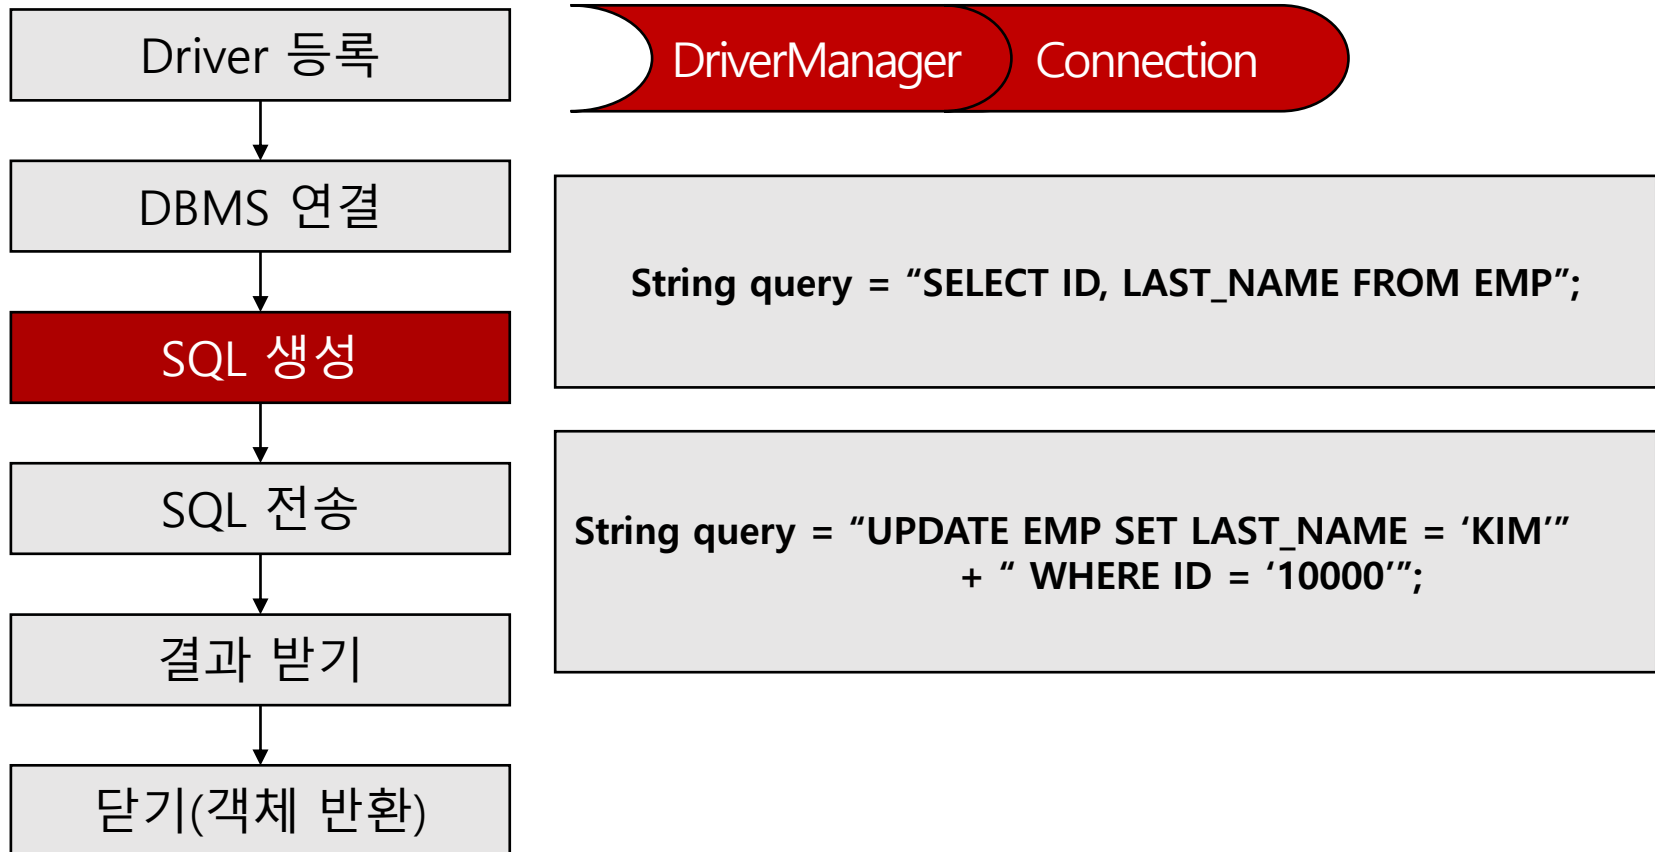 Driver 등록
DBMS 연결
SQL 생성
SQL 전송
결과 받기
닫기(객체 반환)
DriverManager
Connection
String query = “SELECT ID, LAST_NAME FROM EMP”;
String query = “UPDATE EMP SET LAST_NAME = ‘KIM’”
+ “ WHERE ID = ‘10000’”;